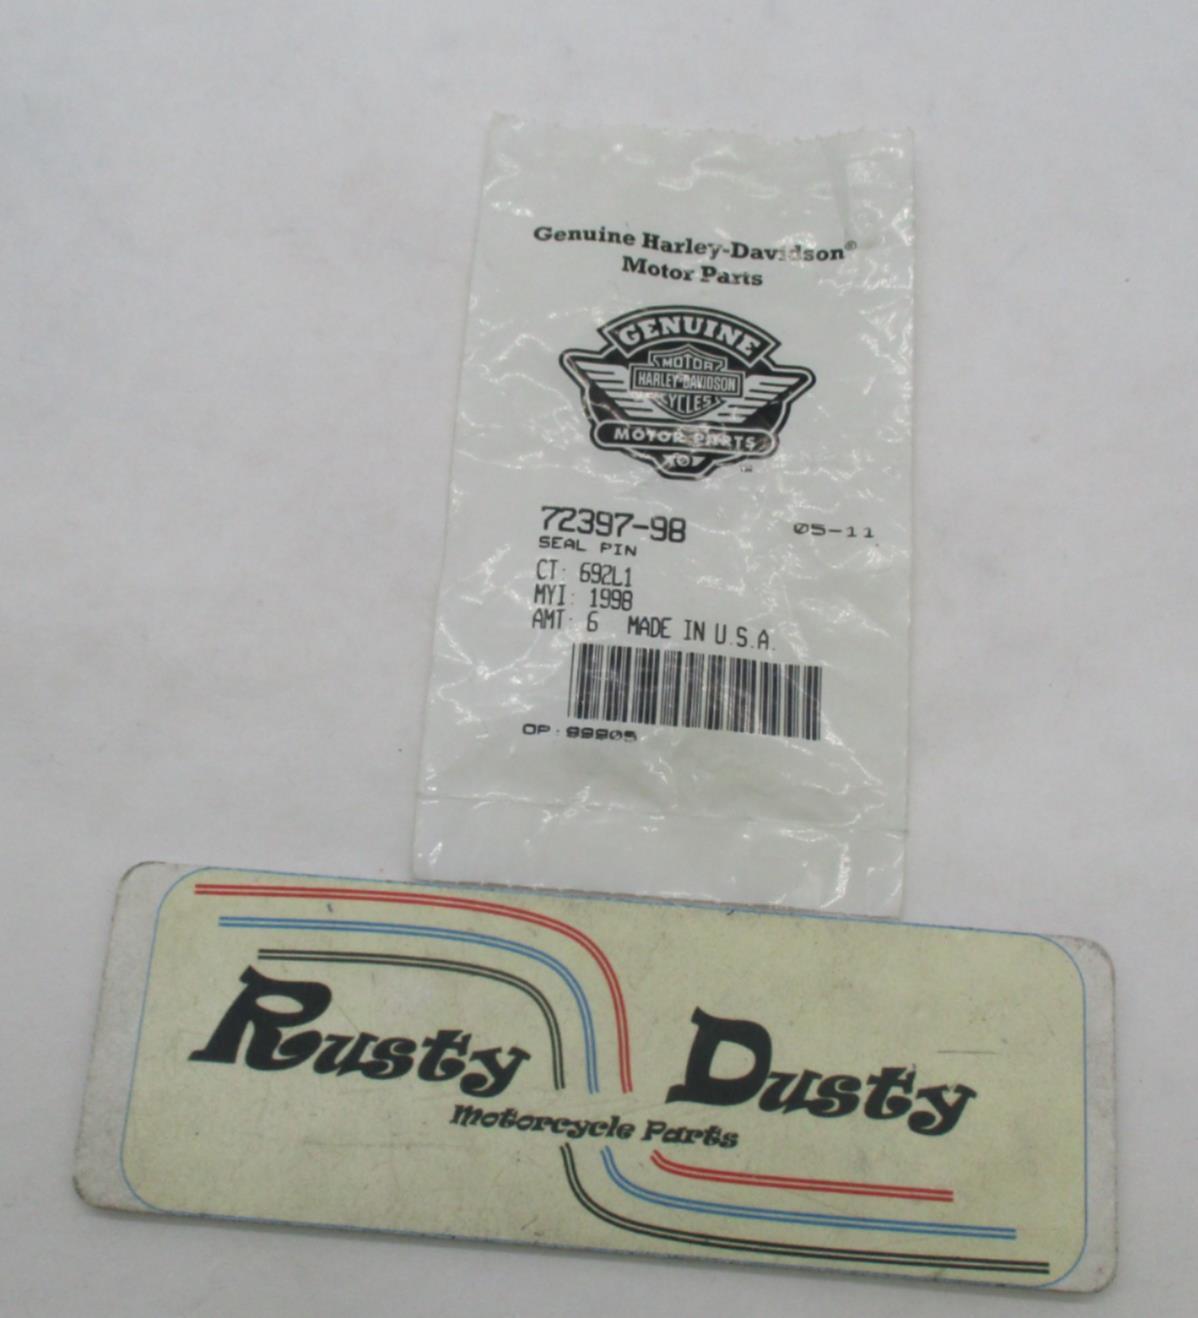 Genuine Harley-Davidson®
Motor Parts
GENUINE
MOTOR
HARLEY-DAVIDSON
CYCLES
MOTOR PARTS
72397-98 05-11
SEAL PIN
CT: 692L1
MYI: 1998
AMT: 6 MADE IN U.S.A.
OP: 99905
Rusty Dusty
Motorcycle Parts